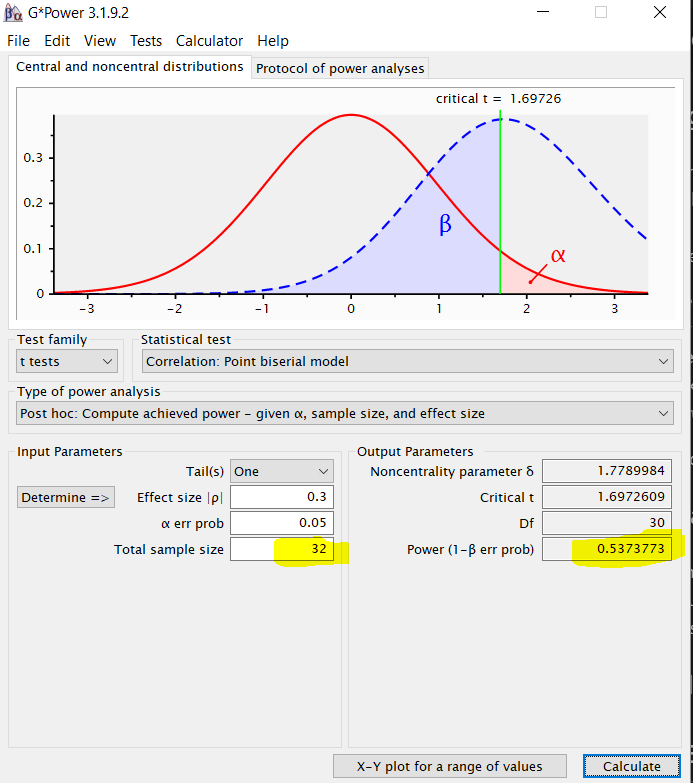 G*Power 3.1.9.2
File Edit View Tests Calculator Help
Central and noncentral distributions Protocol of power analyses
critical t = 1.69726
0.3
0.2
0.1
0
β
α
-3 -2 -1 0 1 2 3
Test family Statistical test
t tests Correlation: Point biserial model
Type of power analysis
Post hoc: Compute achieved power - given α, sample size, and effect size
Input Parameters Output Parameters
Tail(s) One Noncentrality parameter δ 1.7789984
Determine => Effect size |ρ| 0.3 Critical t 1.6972609
α err prob 0.05 Df 30
Total sample size 32 Power (1-β err prob) 0.5373773
X-Y plot for a range of values Calculate